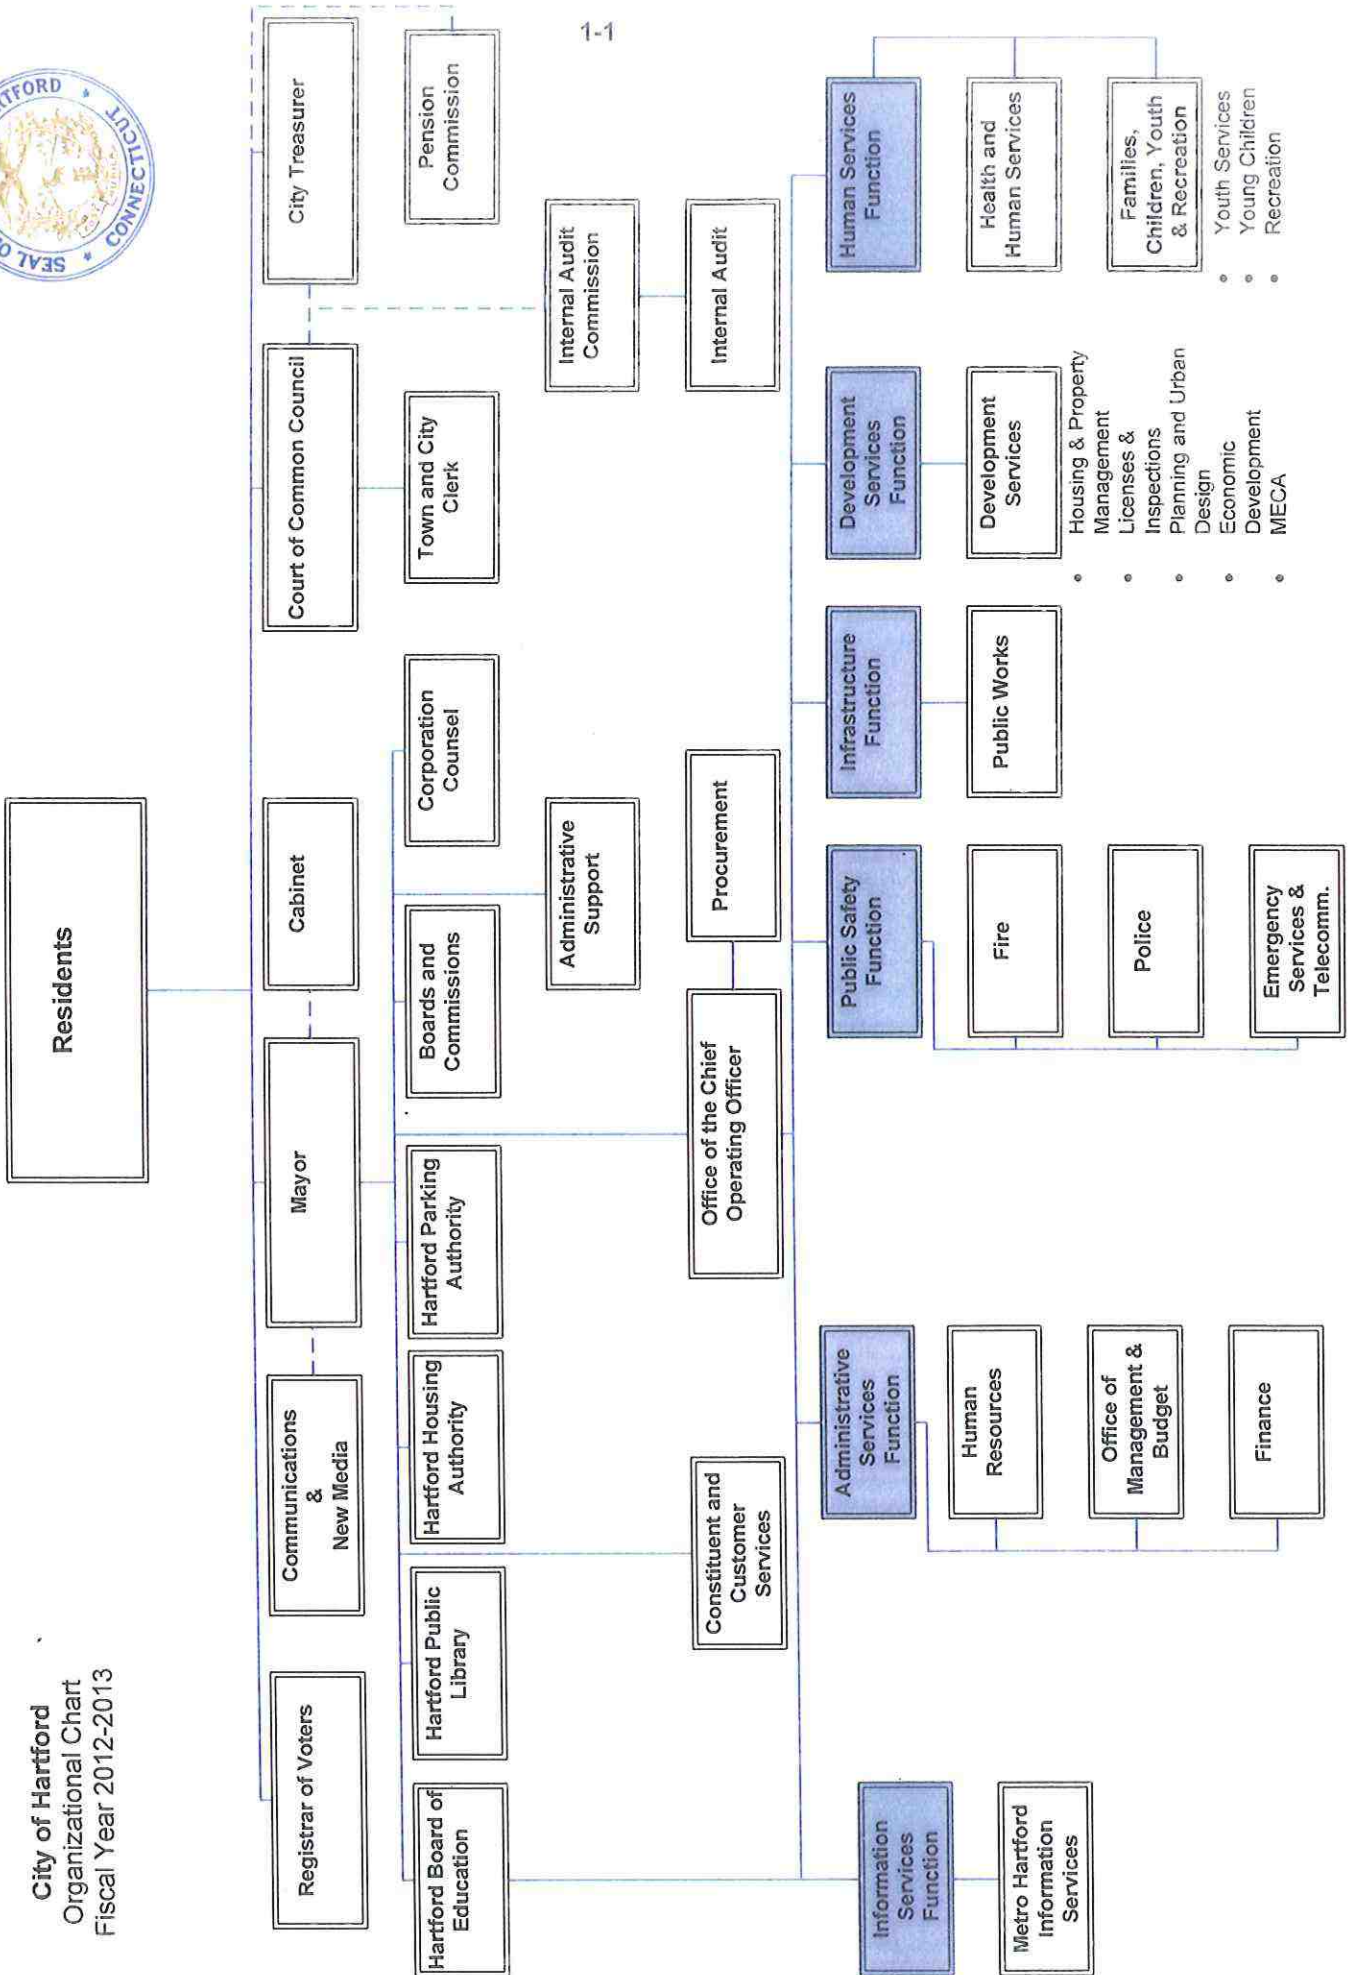 City of Hartford
Organizational Chart
Fiscal Year 2012-2013
HARTFORD
CONNECTICUT
SEAL OF
Residents
Registrar of Voters
Communications
&
New Media
Mayor
Cabinet
Court of Common Council
City Treasurer
Hartford Board of
Education
Hartford Public
Library
Hartford Housing
Authority
Hartford Parking
Authority
Boards and
Commissions
Corporation
Counsel
Town and City
Clerk
Pension
Commission
Administrative
Support
Internal Audit
Commission
1-1
Constituent and
Customer
Services
Office of the Chief
Operating Officer
Procurement
Internal Audit
Information
Services
Function
Administrative
Services
Function
Public Safety
Function
Infrastructure
Function
Development
Services
Function
Human Services
Function
Metro Hartford
Information
Services
Human
Resources
Fire
Public Works
Development
Services
Health and
Human Services
Office of
Management &
Budget
Police
• Housing & Property
Management
• Licenses &
Inspections
• Planning and Urban
Design
• Economic
Development
• MECA
Families,
Children, Youth
& Recreation
Finance
Emergency
Services &
Telecomm.
• Youth Services
• Young Children
• Recreation